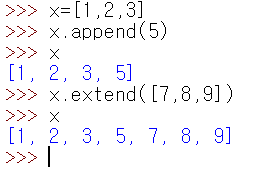 >>> x=[1,2,3]
>>> x.append(5)
>>> x
[1, 2, 3, 5]
>>> x.extend([7,8,9])
>>> x
[1, 2, 3, 5, 7, 8, 9]
>>>